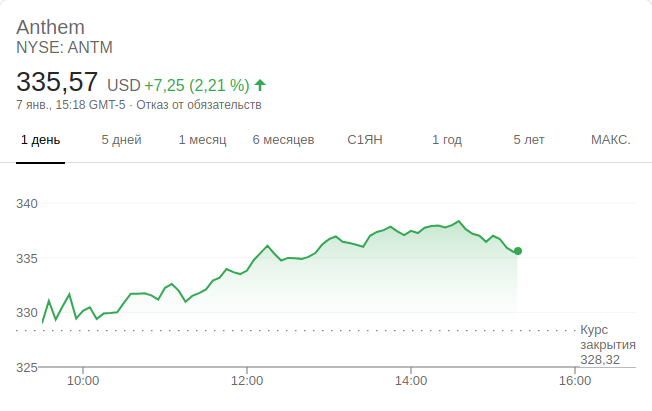 Anthem
NYSE: ANTM
335,57 USD +7,25 (2,21 %)
7 янв., 15:18 GMT-5 · Отказ от обязательств
1 день 5 дней 1 месяц 6 месяцев С1ЯН 1 год 5 лет МАКС.
340
335
330
325
Курс
закрытия
328,32
10:00 12:00 14:00 16:00